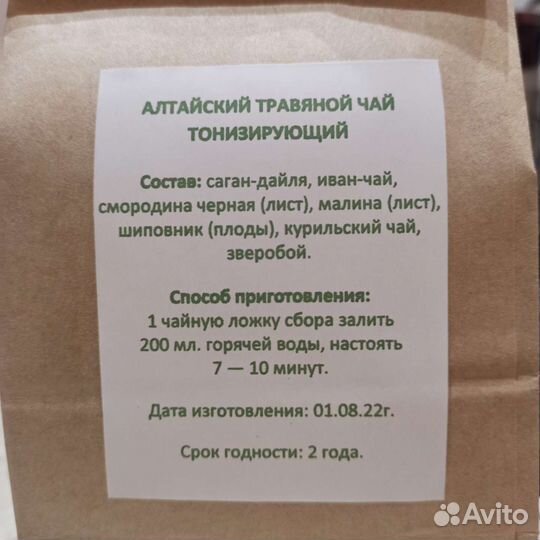 АЛТАЙСКИЙ ТРАВЯНОЙ ЧАЙ
ТОНИЗИРУЮЩИЙ
Состав: саган-дайля, иван-чай,
смородина черная (лист), малина (лист),
шиповник (плоды), курильский чай,
зверобой.
Способ приготовления:
1 чайную ложку сбора залить
200 мл. горячей воды, настоять
7 — 10 минут.
Дата изготовления: 01.08.22г.
Срок годности: 2 года.
Avito